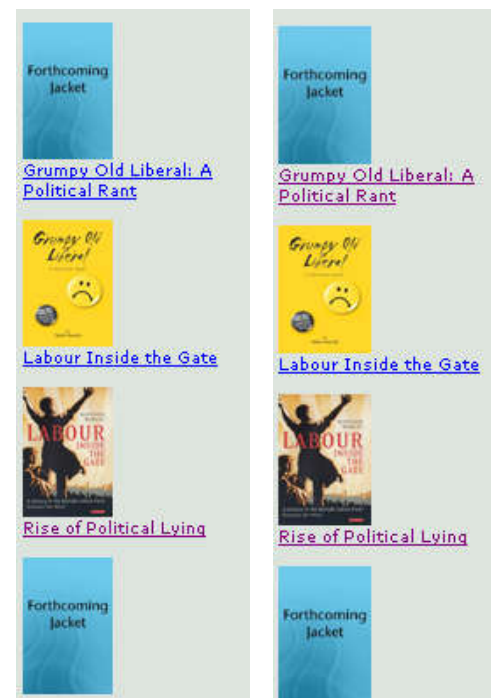 Forthcoming
Jacket
Grumpy Old Liberal: A
Political Rant
Grumpy Old
Liberal
Labour Inside the Gate
LABOUR
INSIDE
THE
GATE
Rise of Political Lying
Forthcoming
Jacket
Forthcoming
Jacket
Grumpy Old Liberal: A
Political Rant
Grumpy Old
Liberal
Labour Inside the Gate
LABOUR
INSIDE
THE
GATE
Rise of Political Lying
Forthcoming
Jacket